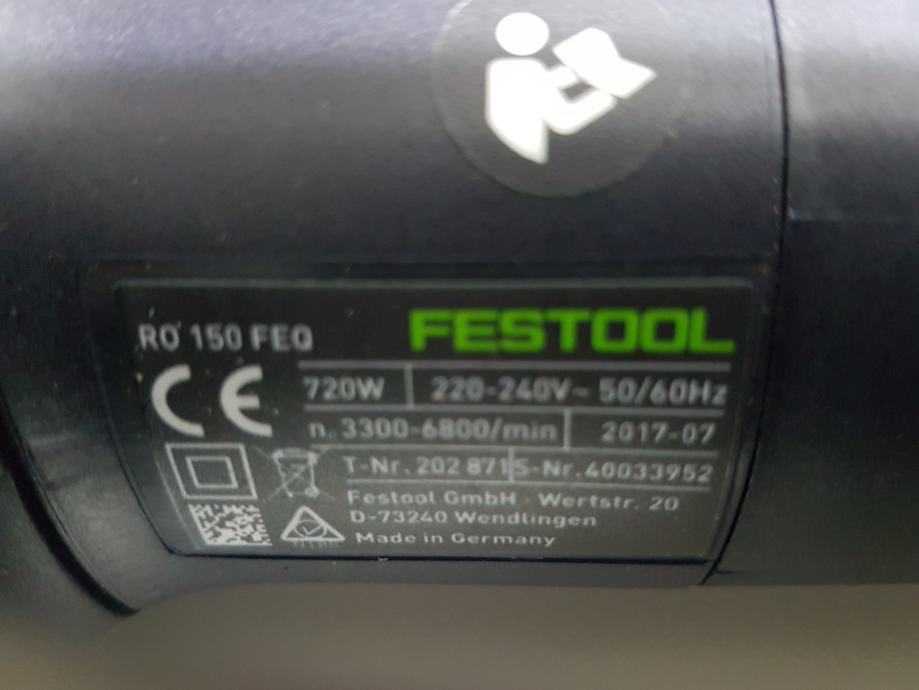 RO 150 FEQ FESTOOL
CE 720W 220-240V~ 50/60Hz
n. 3300-6800/min 2017-07
T-Nr. 202 871 S-Nr. 40033952
Festool GmbH · Wertstr. 20
D-73240 Wendlingen
Made in Germany